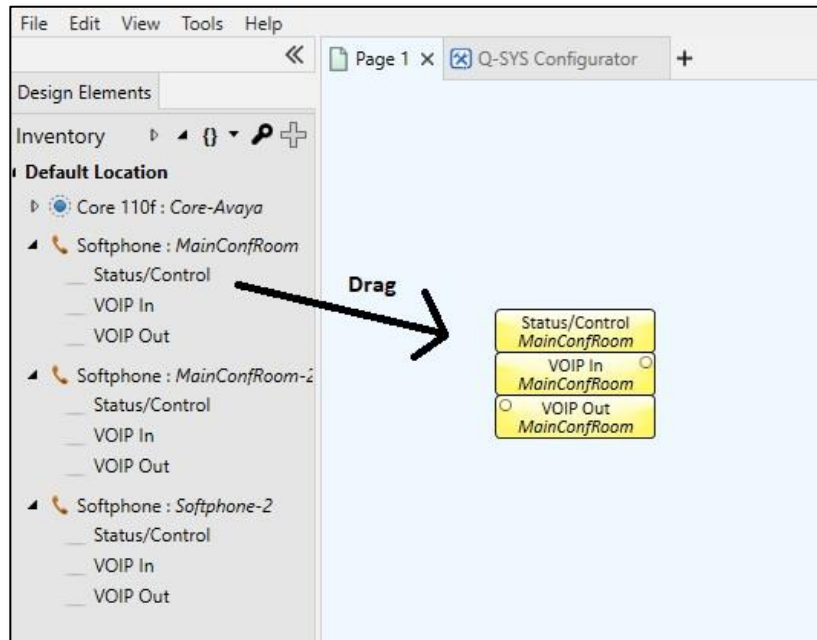 File Edit View Tools Help
Page 1 Q-SYS Configurator
Design Elements
Inventory {}
Default Location
Core 110f : Core-Avaya
Softphone : MainConfRoom
Status/Control
VOIP In
VOIP Out
Softphone : MainConfRoom-2
Status/Control
VOIP In
VOIP Out
Softphone : Softphone-2
Status/Control
VOIP In
VOIP Out
Drag
Status/Control
MainConfRoom
VOIP In
MainConfRoom
VOIP Out
MainConfRoom